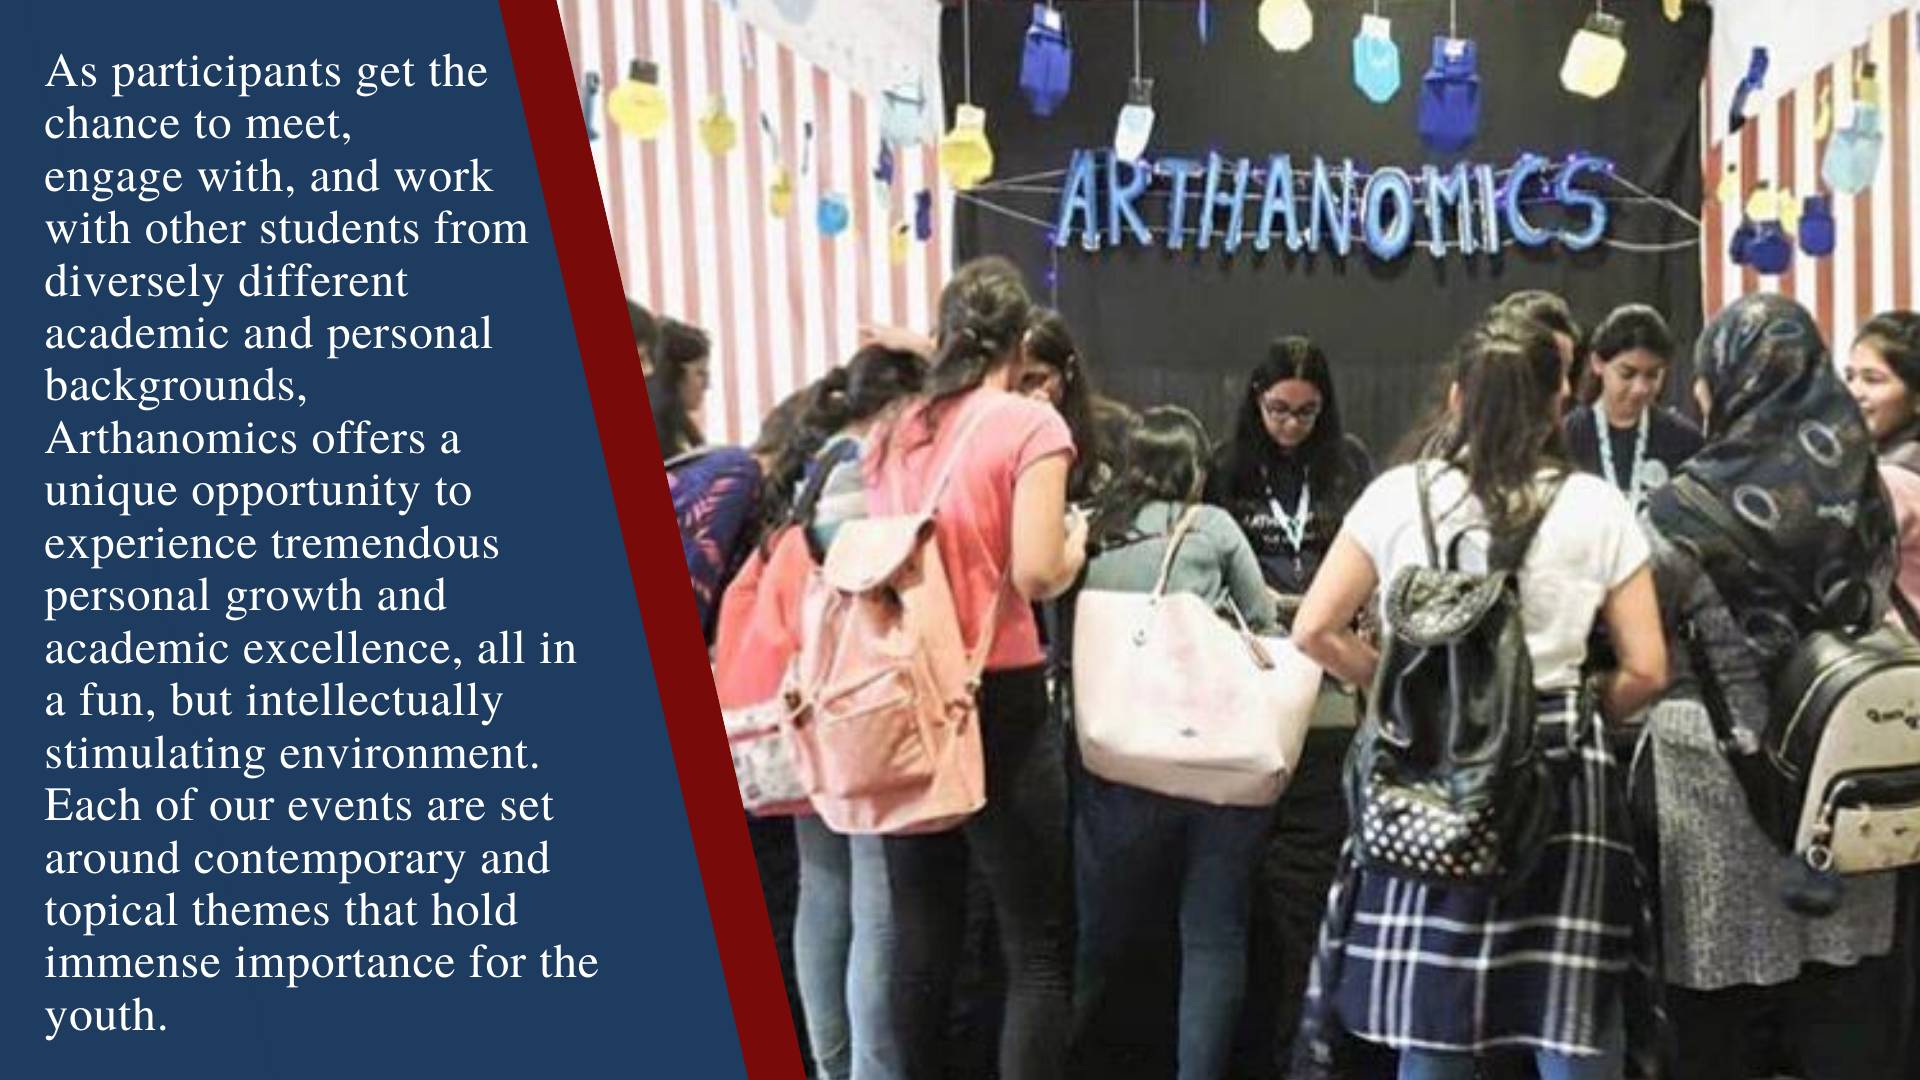 As participants get the
chance to meet,
engage with, and work
with other students from
diversely different
academic and personal
backgrounds,
Arthanomics offers a
unique opportunity to
experience tremendous
personal growth and
academic excellence, all in
a fun, but intellectually
stimulating environment.
Each of our events are set
around contemporary and
topical themes that hold
immense importance for the
youth.
ARTHANOMICS